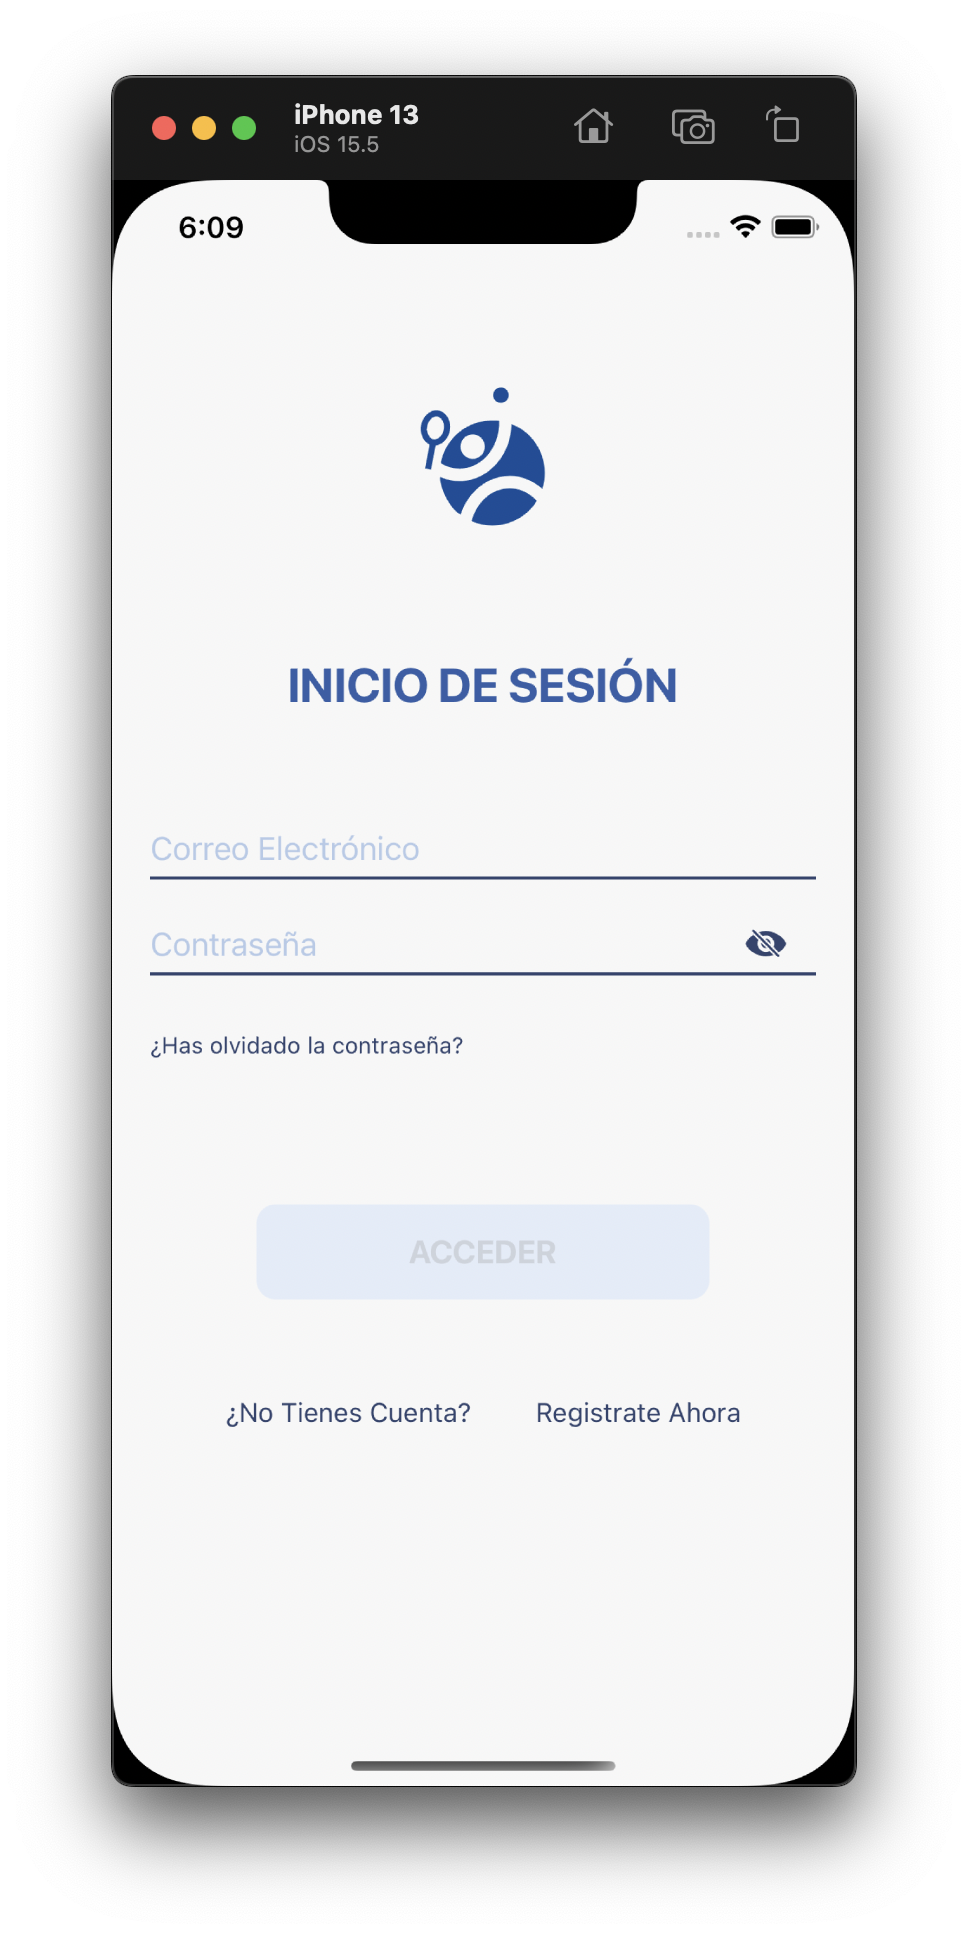 iPhone 13
iOS 15.5
6:09
INICIO DE SESIÓN
Correo Electrónico
Contraseña
¿Has olvidado la contraseña?
ACCEDER
¿No Tienes Cuenta? Registrate Ahora